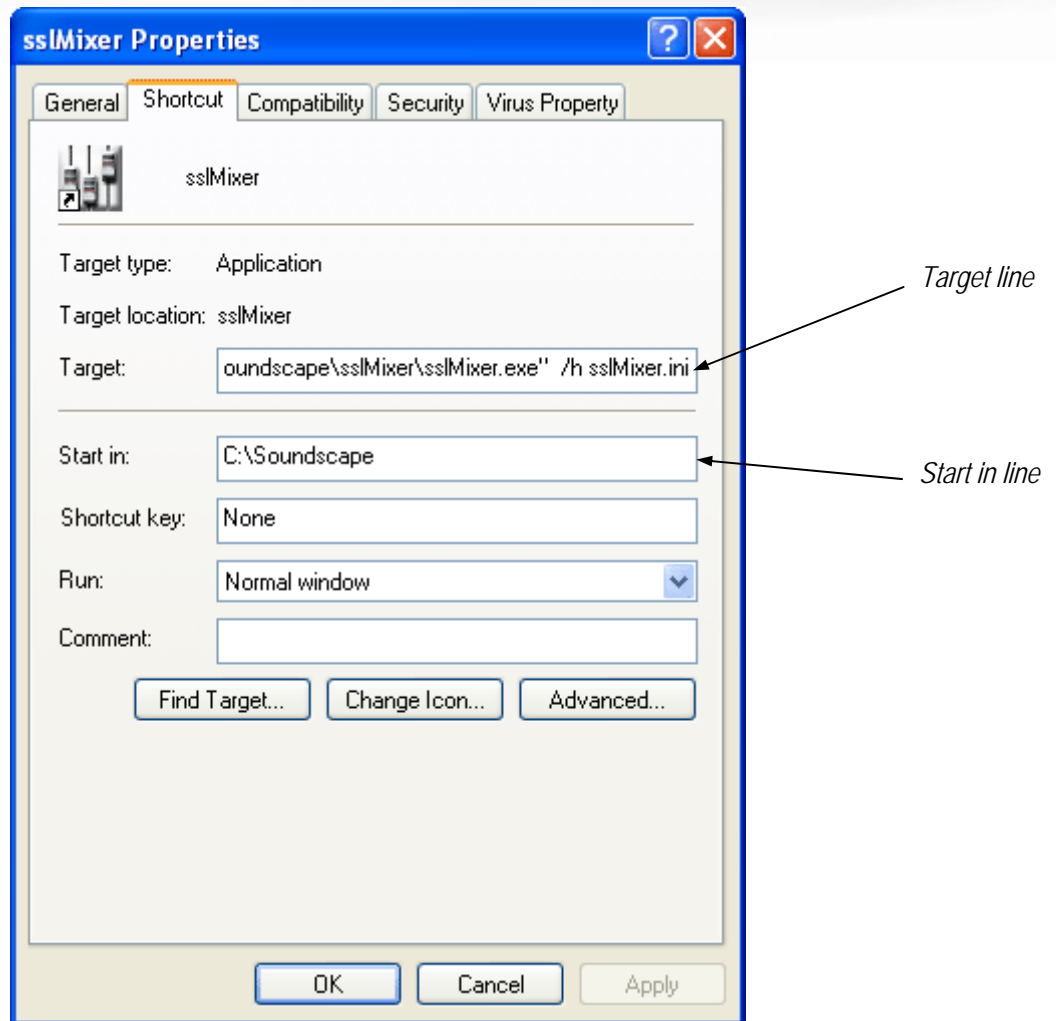 sslMixer Properties
General Shortcut Compatibility Security Virus Property
sslMixer
Target type: Application
Target location: sslMixer
Target: oundscape\sslMixer\sslMixer.exe" /h sslMixer.ini
Target line
Start in: C:\Soundscape
Start in line
Shortcut key: None
Run: Normal window
Comment:
Find Target... Change Icon... Advanced...
OK Cancel Apply